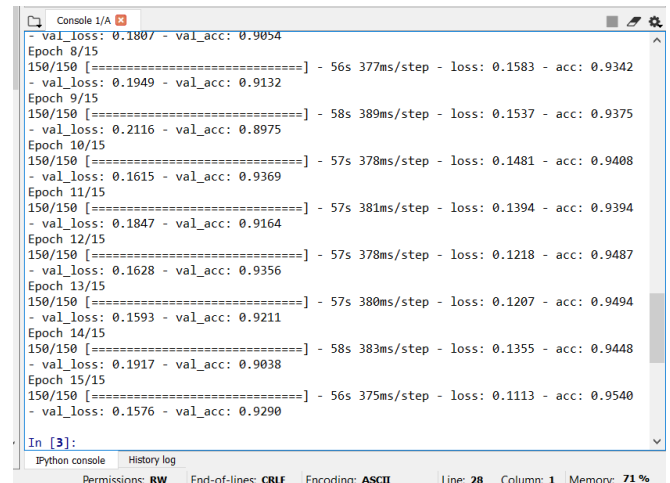 Console 1/A
- val_loss: 0.1807 - val_acc: 0.9054
Epoch 8/15
150/150 [==============================] - 56s 377ms/step - loss: 0.1583 - acc: 0.9342
- val_loss: 0.1949 - val_acc: 0.9132
Epoch 9/15
150/150 [==============================] - 58s 389ms/step - loss: 0.1537 - acc: 0.9375
- val_loss: 0.2116 - val_acc: 0.8975
Epoch 10/15
150/150 [==============================] - 57s 378ms/step - loss: 0.1481 - acc: 0.9408
- val_loss: 0.1615 - val_acc: 0.9369
Epoch 11/15
150/150 [==============================] - 57s 381ms/step - loss: 0.1394 - acc: 0.9394
- val_loss: 0.1847 - val_acc: 0.9164
Epoch 12/15
150/150 [==============================] - 57s 378ms/step - loss: 0.1218 - acc: 0.9487
- val_loss: 0.1628 - val_acc: 0.9356
Epoch 13/15
150/150 [==============================] - 57s 380ms/step - loss: 0.1207 - acc: 0.9494
- val_loss: 0.1593 - val_acc: 0.9211
Epoch 14/15
150/150 [==============================] - 58s 383ms/step - loss: 0.1355 - acc: 0.9448
- val_loss: 0.1917 - val_acc: 0.9038
Epoch 15/15
150/150 [==============================] - 56s 375ms/step - loss: 0.1113 - acc: 0.9540
- val_loss: 0.1576 - val_acc: 0.9290
In [3]:
IPython console History log
Permissions: RW End-of-lines: CRLF Encoding: ASCII Line: 28 Column: 1 Memory: 71 %